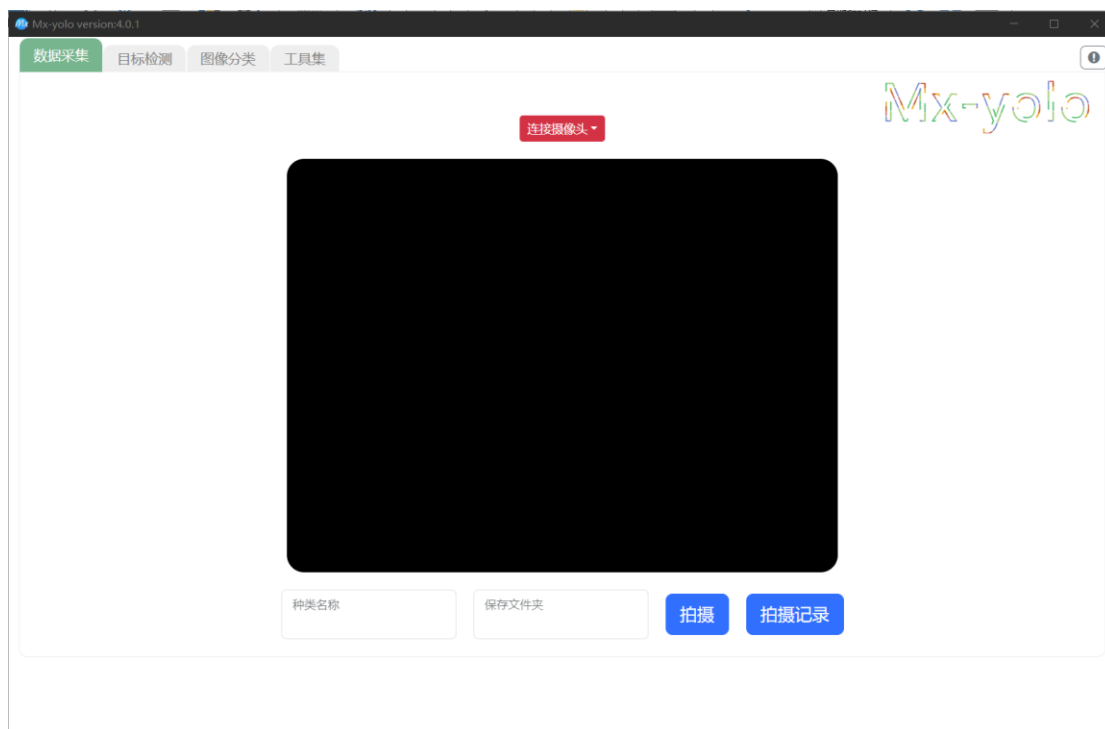 Mx-yolo version:4.0.1
数据采集 目标检测 图像分类 工具集
Mx-yolo
连接摄像头
种类名称 保存文件夹 拍摄 拍摄记录